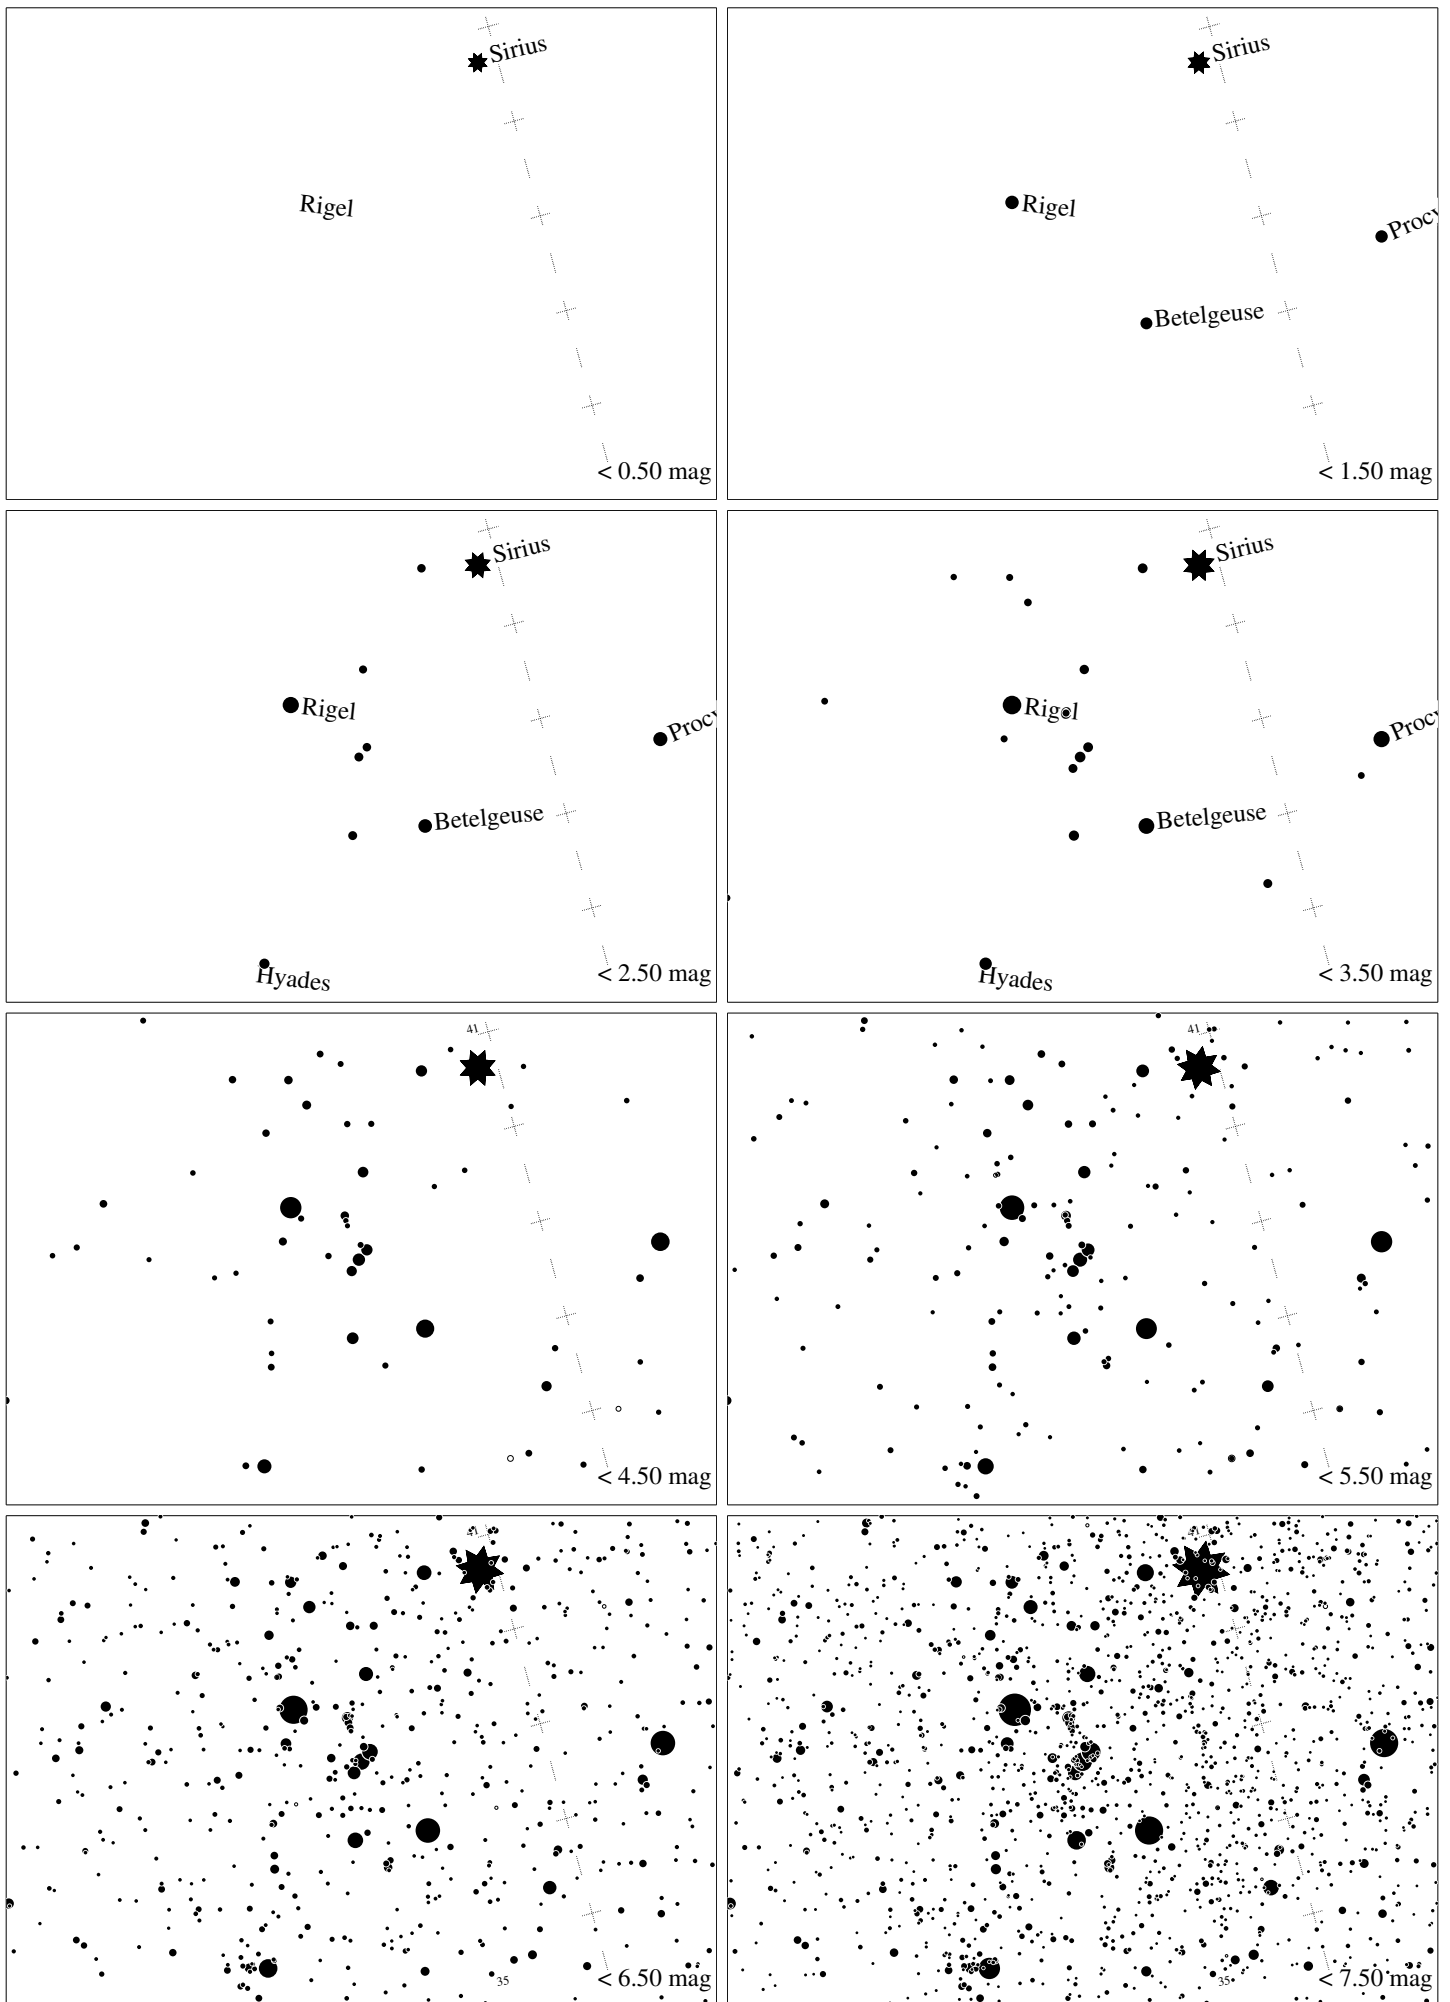 Sirius
Rigel
< 0.50 mag
Sirius
Rigel
Procy
Betelgeuse
< 1.50 mag
Sirius
Rigel
Procy
Betelgeuse
Hyades
< 2.50 mag
Sirius
Rigel
Procy
Betelgeuse
Hyades
< 3.50 mag
41
< 4.50 mag
41
< 5.50 mag
41
35
< 6.50 mag
41
35
< 7.50 mag